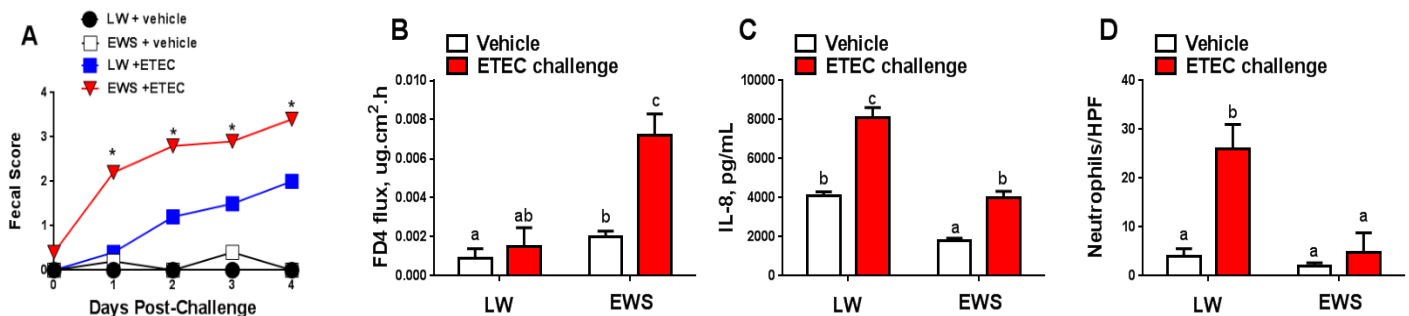 A
LW + vehicle
EWS + vehicle
LW +ETEC
EWS +ETEC
Fecal Score
4
3
2
1
0
*
*
*
*
0
1
2
3
4
Days Post-Challenge
B
Vehicle
ETEC challenge
FD4 flux, ug.cm².h
0.010
0.008
0.006
0.004
0.002
0.000
a
ab
b
c
LW
EWS
C
Vehicle
ETEC challenge
IL-8, pg/mL
10000
8000
6000
4000
2000
0
b
c
a
b
LW
EWS
D
Vehicle
ETEC challenge
Neutrophils/HPF
40
30
20
10
0
a
b
a
a
LW
EWS